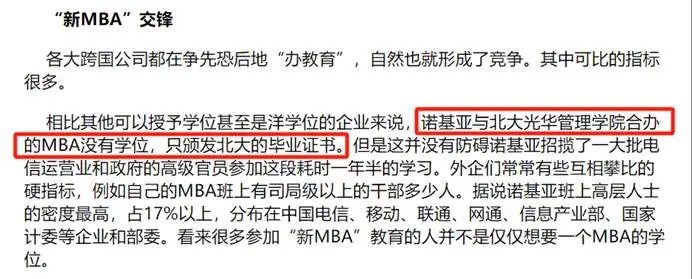 “新MBA”交锋
各大跨国公司都在争先恐后地“办教育”，自然也就形成了竞争。其中可比的指标
很多。
相比其他可以授予学位甚至是洋学位的企业来说，诺基亚与北大光华管理学院合办
的MBA没有学位，只颁发北大的毕业证书。但是这并没有防碍诺基亚招揽了一大批电
信运营业和政府的高级官员参加这段耗时一年半的学习。外企们常常有些互相攀比的
硬指标，例如自己的MBA班上有司局级以上的干部多少人。据说诺基亚班上高层人士
的密度最高，占17%以上，分布在中国电信、移动、联通、网通、信息产业部、国家
计委等企业和部委。看来很多参加“新MBA”教育的人并不是仅仅想要一个MBA的学
位。